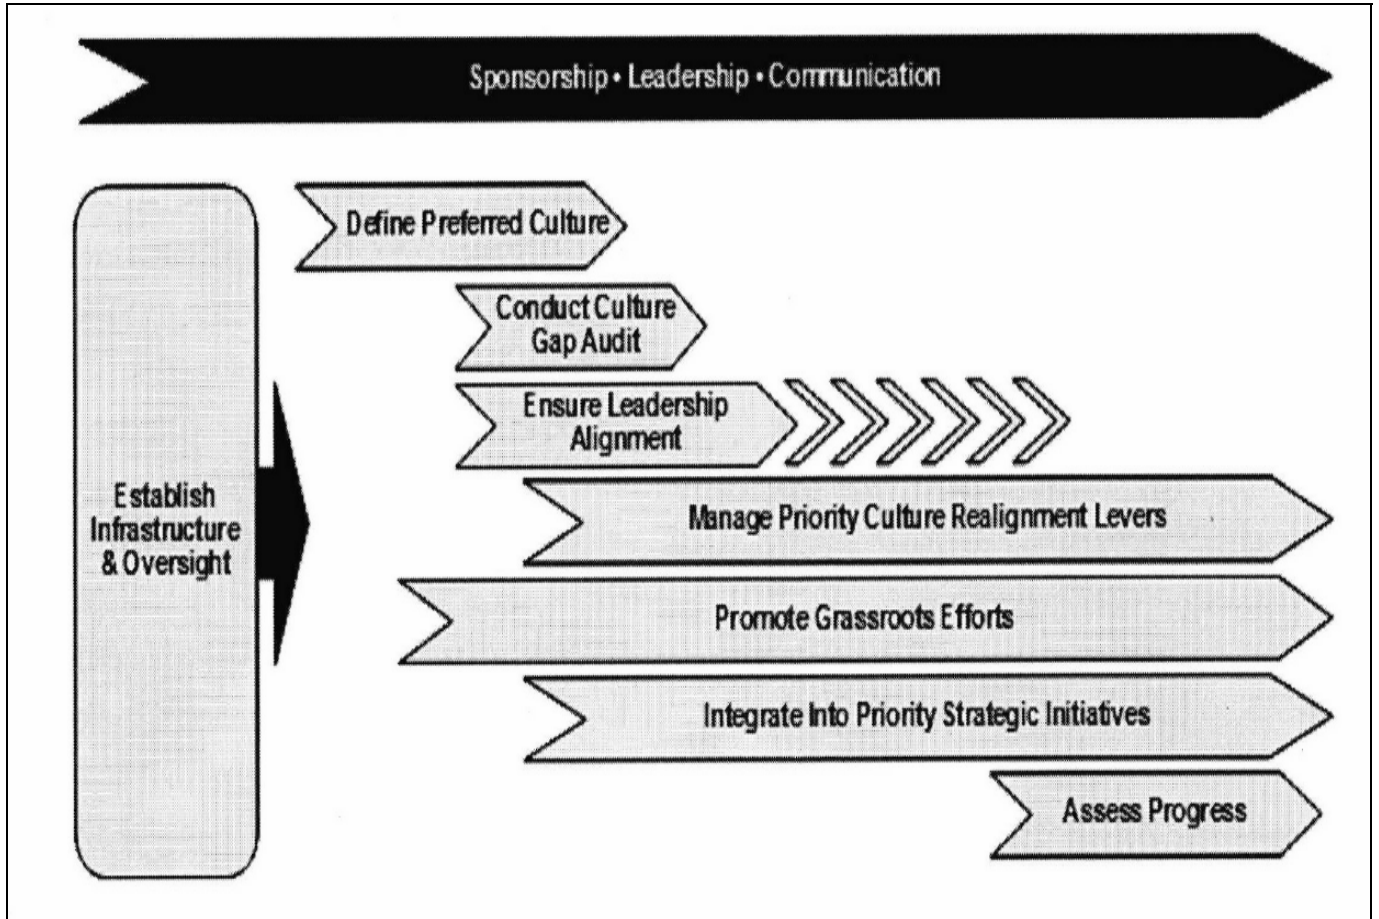 Sponsorship • Leadership • Communication
Define Preferred Culture
Conduct Culture
Gap Audit
Ensure Leadership
Alignment
Establish
Infrastructure
& Oversight
Manage Priority Culture Realignment Levers
Promote Grassroots Efforts
Integrate Into Priority Strategic Initiatives
Assess Progress